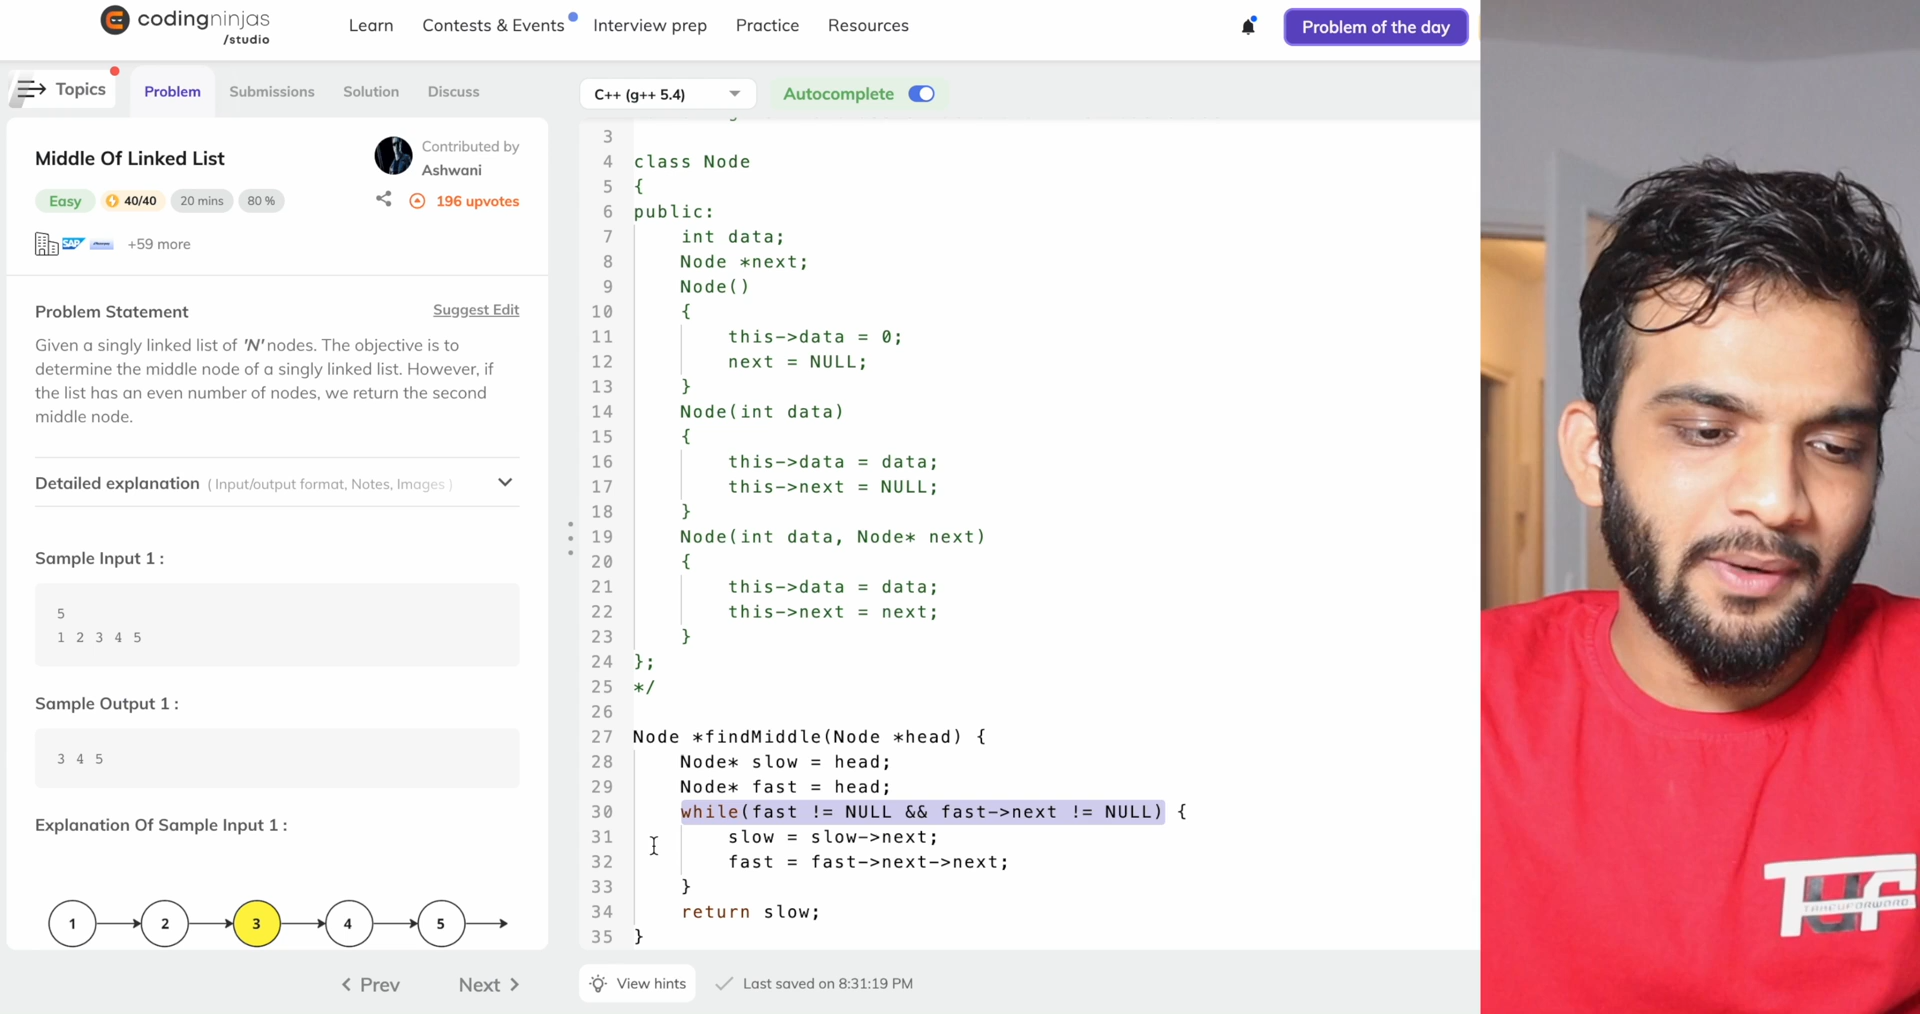 codingninjas
/studio
Learn
Contests & Events
Interview prep
Practice
Resources
Problem of the day
Topics
Problem
Submissions
Solution
Discuss
C++ (g++ 5.4)
Autocomplete
Middle Of Linked List
Contributed by
Ashwani
Easy
40/40
20 mins
80 %
196 upvotes
SAP
+59 more
Problem Statement
Suggest Edit
Given a singly linked list of 'N' nodes. The objective is to
determine the middle node of a singly linked list. However, if
the list has an even number of nodes, we return the second
middle node.
Detailed explanation ( Input/output format, Notes, Images )
Sample Input 1 :
5
1 2 3 4 5
Sample Output 1 :
3 4 5
Explanation Of Sample Input 1 :
1 2 3 4 5
Prev
Next
3
4 class Node
5 {
6 public:
7 int data;
8 Node *next;
9 Node()
10 {
11 this->data = 0;
12 next = NULL;
13 }
14 Node(int data)
15 {
16 this->data = data;
17 this->next = NULL;
18 }
19 Node(int data, Node* next)
20 {
21 this->data = data;
22 this->next = next;
23 }
24 };
25 */
26
27 Node *findMiddle(Node *head) {
28 Node* slow = head;
29 Node* fast = head;
30 while(fast != NULL && fast->next != NULL) {
31 slow = slow->next;
32 fast = fast->next->next;
33 }
34 return slow;
35 }
View hints
Last saved on 8:31:19 PM
TUF
TAKEUFORWARD